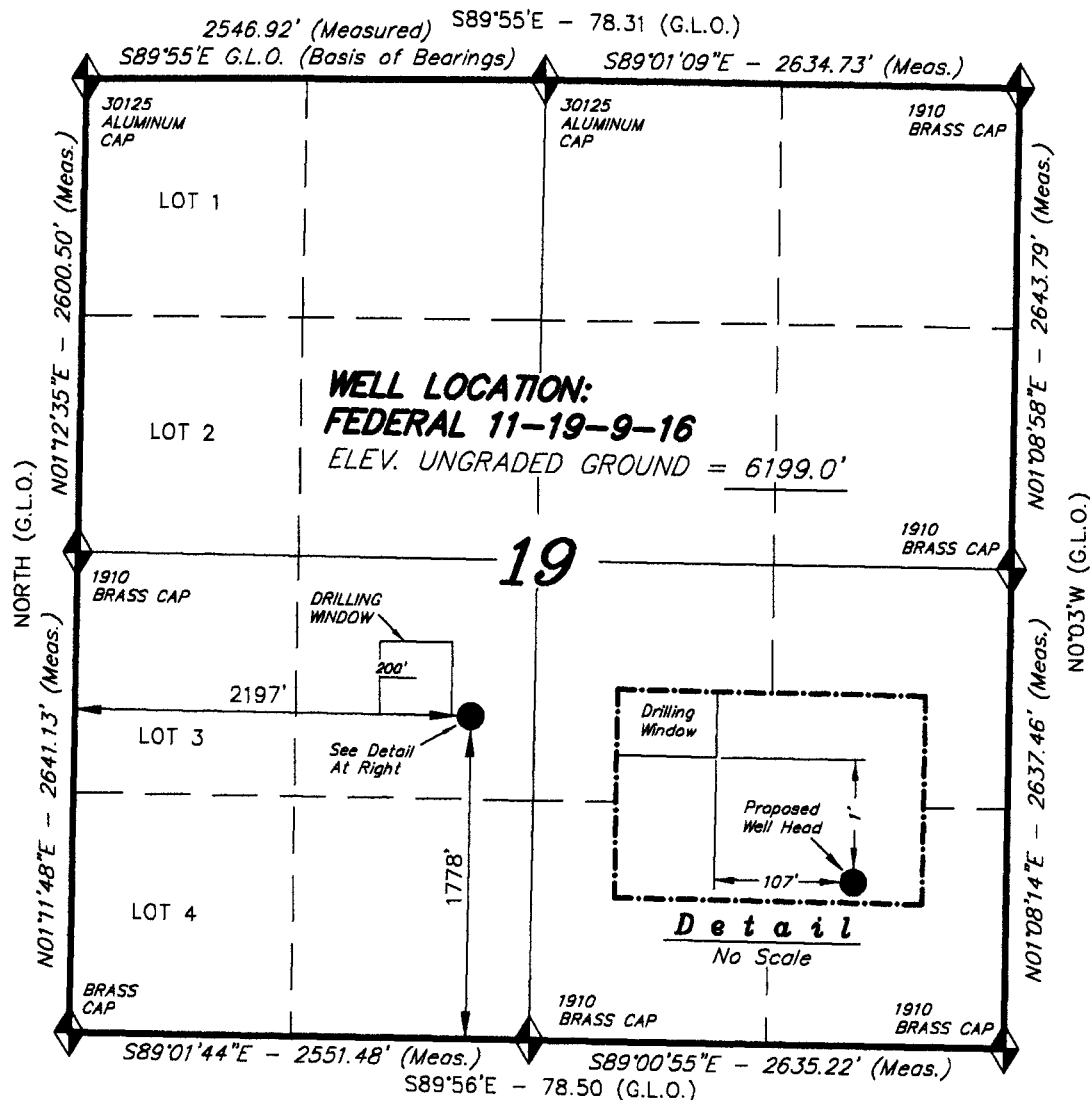 S89°55'E - 78.31 (G.L.O.)
2546.92' (Measured)
S89°55'E G.L.O. (Basis of Bearings)
S89°01'09"E - 2634.73' (Meas.)
30125
ALUMINUM
CAP
30125
ALUMINUM
CAP
1910
BRASS CAP
LOT 1
N01°12'35"E - 2600.50' (Meas.)
N01°08'58"E - 2643.79' (Meas.)
WELL LOCATION:
FEDERAL 11-19-9-16
ELEV. UNGRADED GROUND = 6199.0'
LOT 2
NORTH (G.L.O.)
N0°03'W (G.L.O.)
19
1910
BRASS CAP
1910
BRASS CAP
DRILLING
WINDOW
200'
2197'
LOT 3
See Detail
At Right
N01°11'48"E - 2641.13' (Meas.)
N01°08'14"E - 2637.46' (Meas.)
Drilling
Window
Proposed
Well Head
1'
107'
Detail
No Scale
1778'
LOT 4
BRASS
CAP
1910
BRASS CAP
1910
BRASS CAP
S89°01'44"E - 2551.48' (Meas.)
S89°00'55"E - 2635.22' (Meas.)
S89°56'E - 78.50 (G.L.O.)